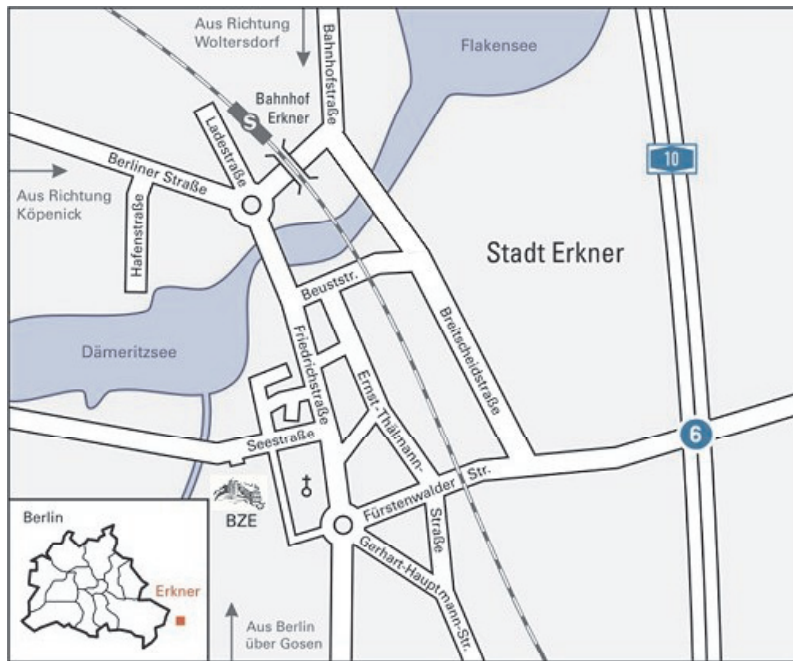 Aus Richtung
Woltersdorf
Bahnhofstraße
Flakensee
Bahnhof
Erkner
S
Ladestraße
10
Berliner Straße
Aus Richtung
Köpenick
Hafenstraße
Stadt Erkner
Beuststr.
Dämeritzsee
Friedrichstraße
Breitscheidstraße
Ernst-Thälmann-
Straße
Seestraße
6
BZE
Fürstenwalder Str.
Gerhart-Hauptmann-Str.
Berlin
Erkner
Aus Berlin
über Gosen